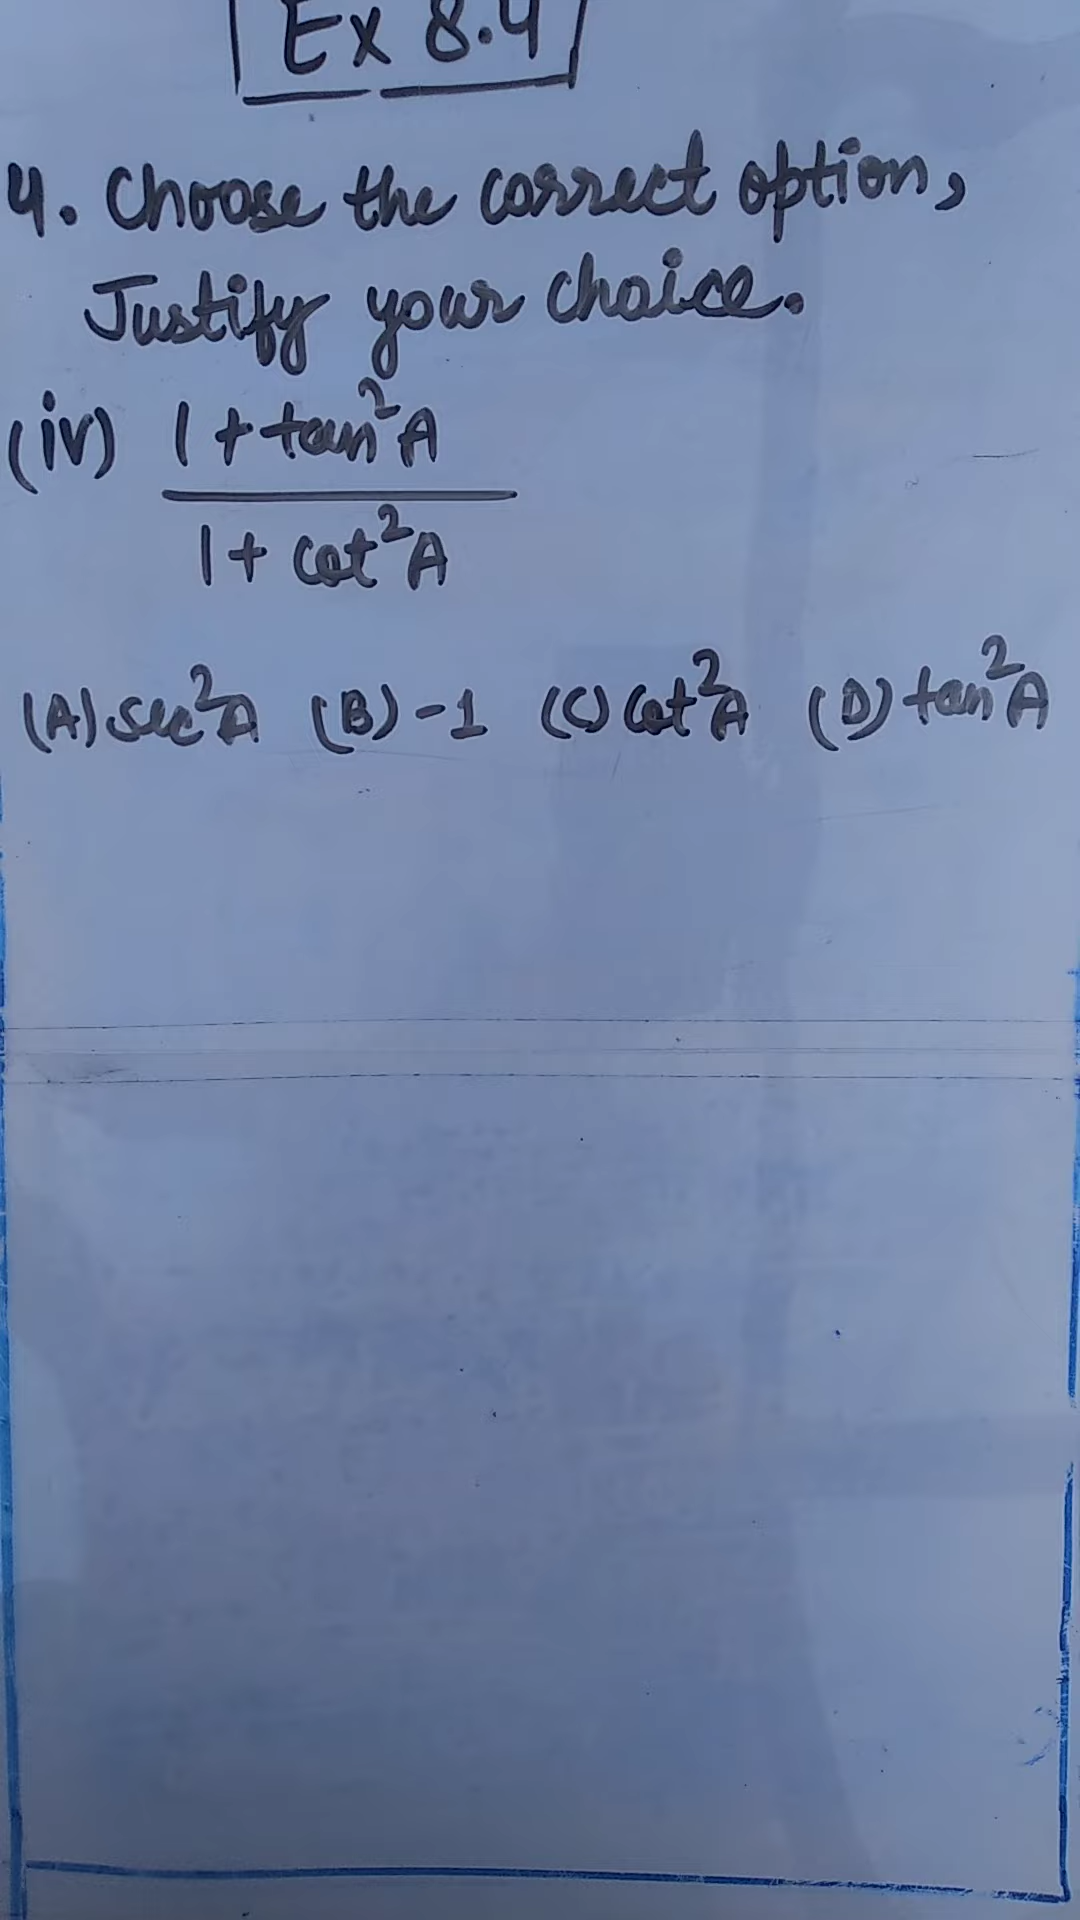 Ex 8.4
4. Choose the correct option,
Justify your choice.
(iv) 1 + tan²A
1 + cot²A
(A) sec²A (B) -1 (C) cot²A (D) tan²A